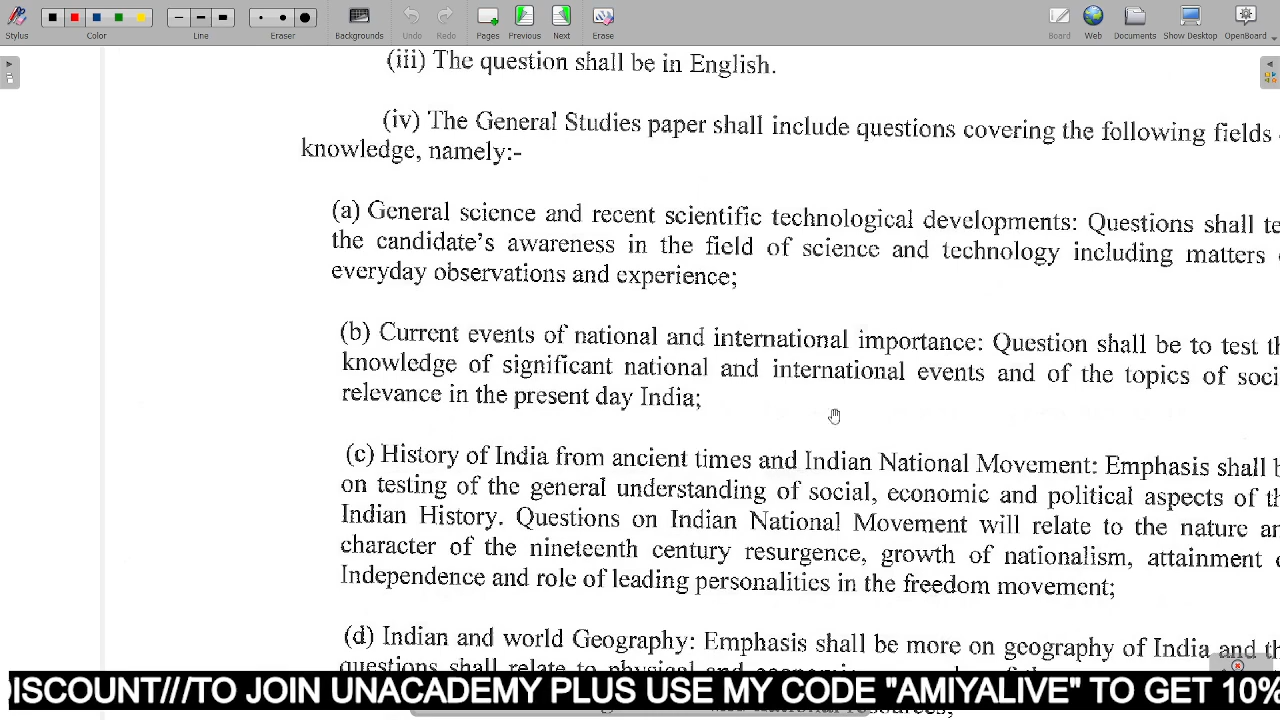 Stylus
Color
Line
Eraser
Backgrounds
Undo
Redo
Pages
Previous
Next
Erase
Board
Web
Documents
Show Desktop
OpenBoard
(iii) The question shall be in English.
(iv) The General Studies paper shall include questions covering the following fields
knowledge, namely:-
(a) General science and recent scientific technological developments: Questions shall te
the candidate's awareness in the field of science and technology including matters
everyday observations and experience;
(b) Current events of national and international importance: Question shall be to test th
knowledge of significant national and international events and of the topics of soci
relevance in the present day India;
(c) History of India from ancient times and Indian National Movement: Emphasis shall b
on testing of the general understanding of social, economic and political aspects of th
Indian History. Questions on Indian National Movement will relate to the nature an
character of the nineteenth century resurgence, growth of nationalism, attainment
Independence and role of leading personalities in the freedom movement;
(d) Indian and world Geography: Emphasis shall be more on geography of India and th
questions shall relate to physical and
DISCOUNT///TO JOIN UNACADEMY PLUS USE MY CODE "AMIYALIVE" TO GET 10%